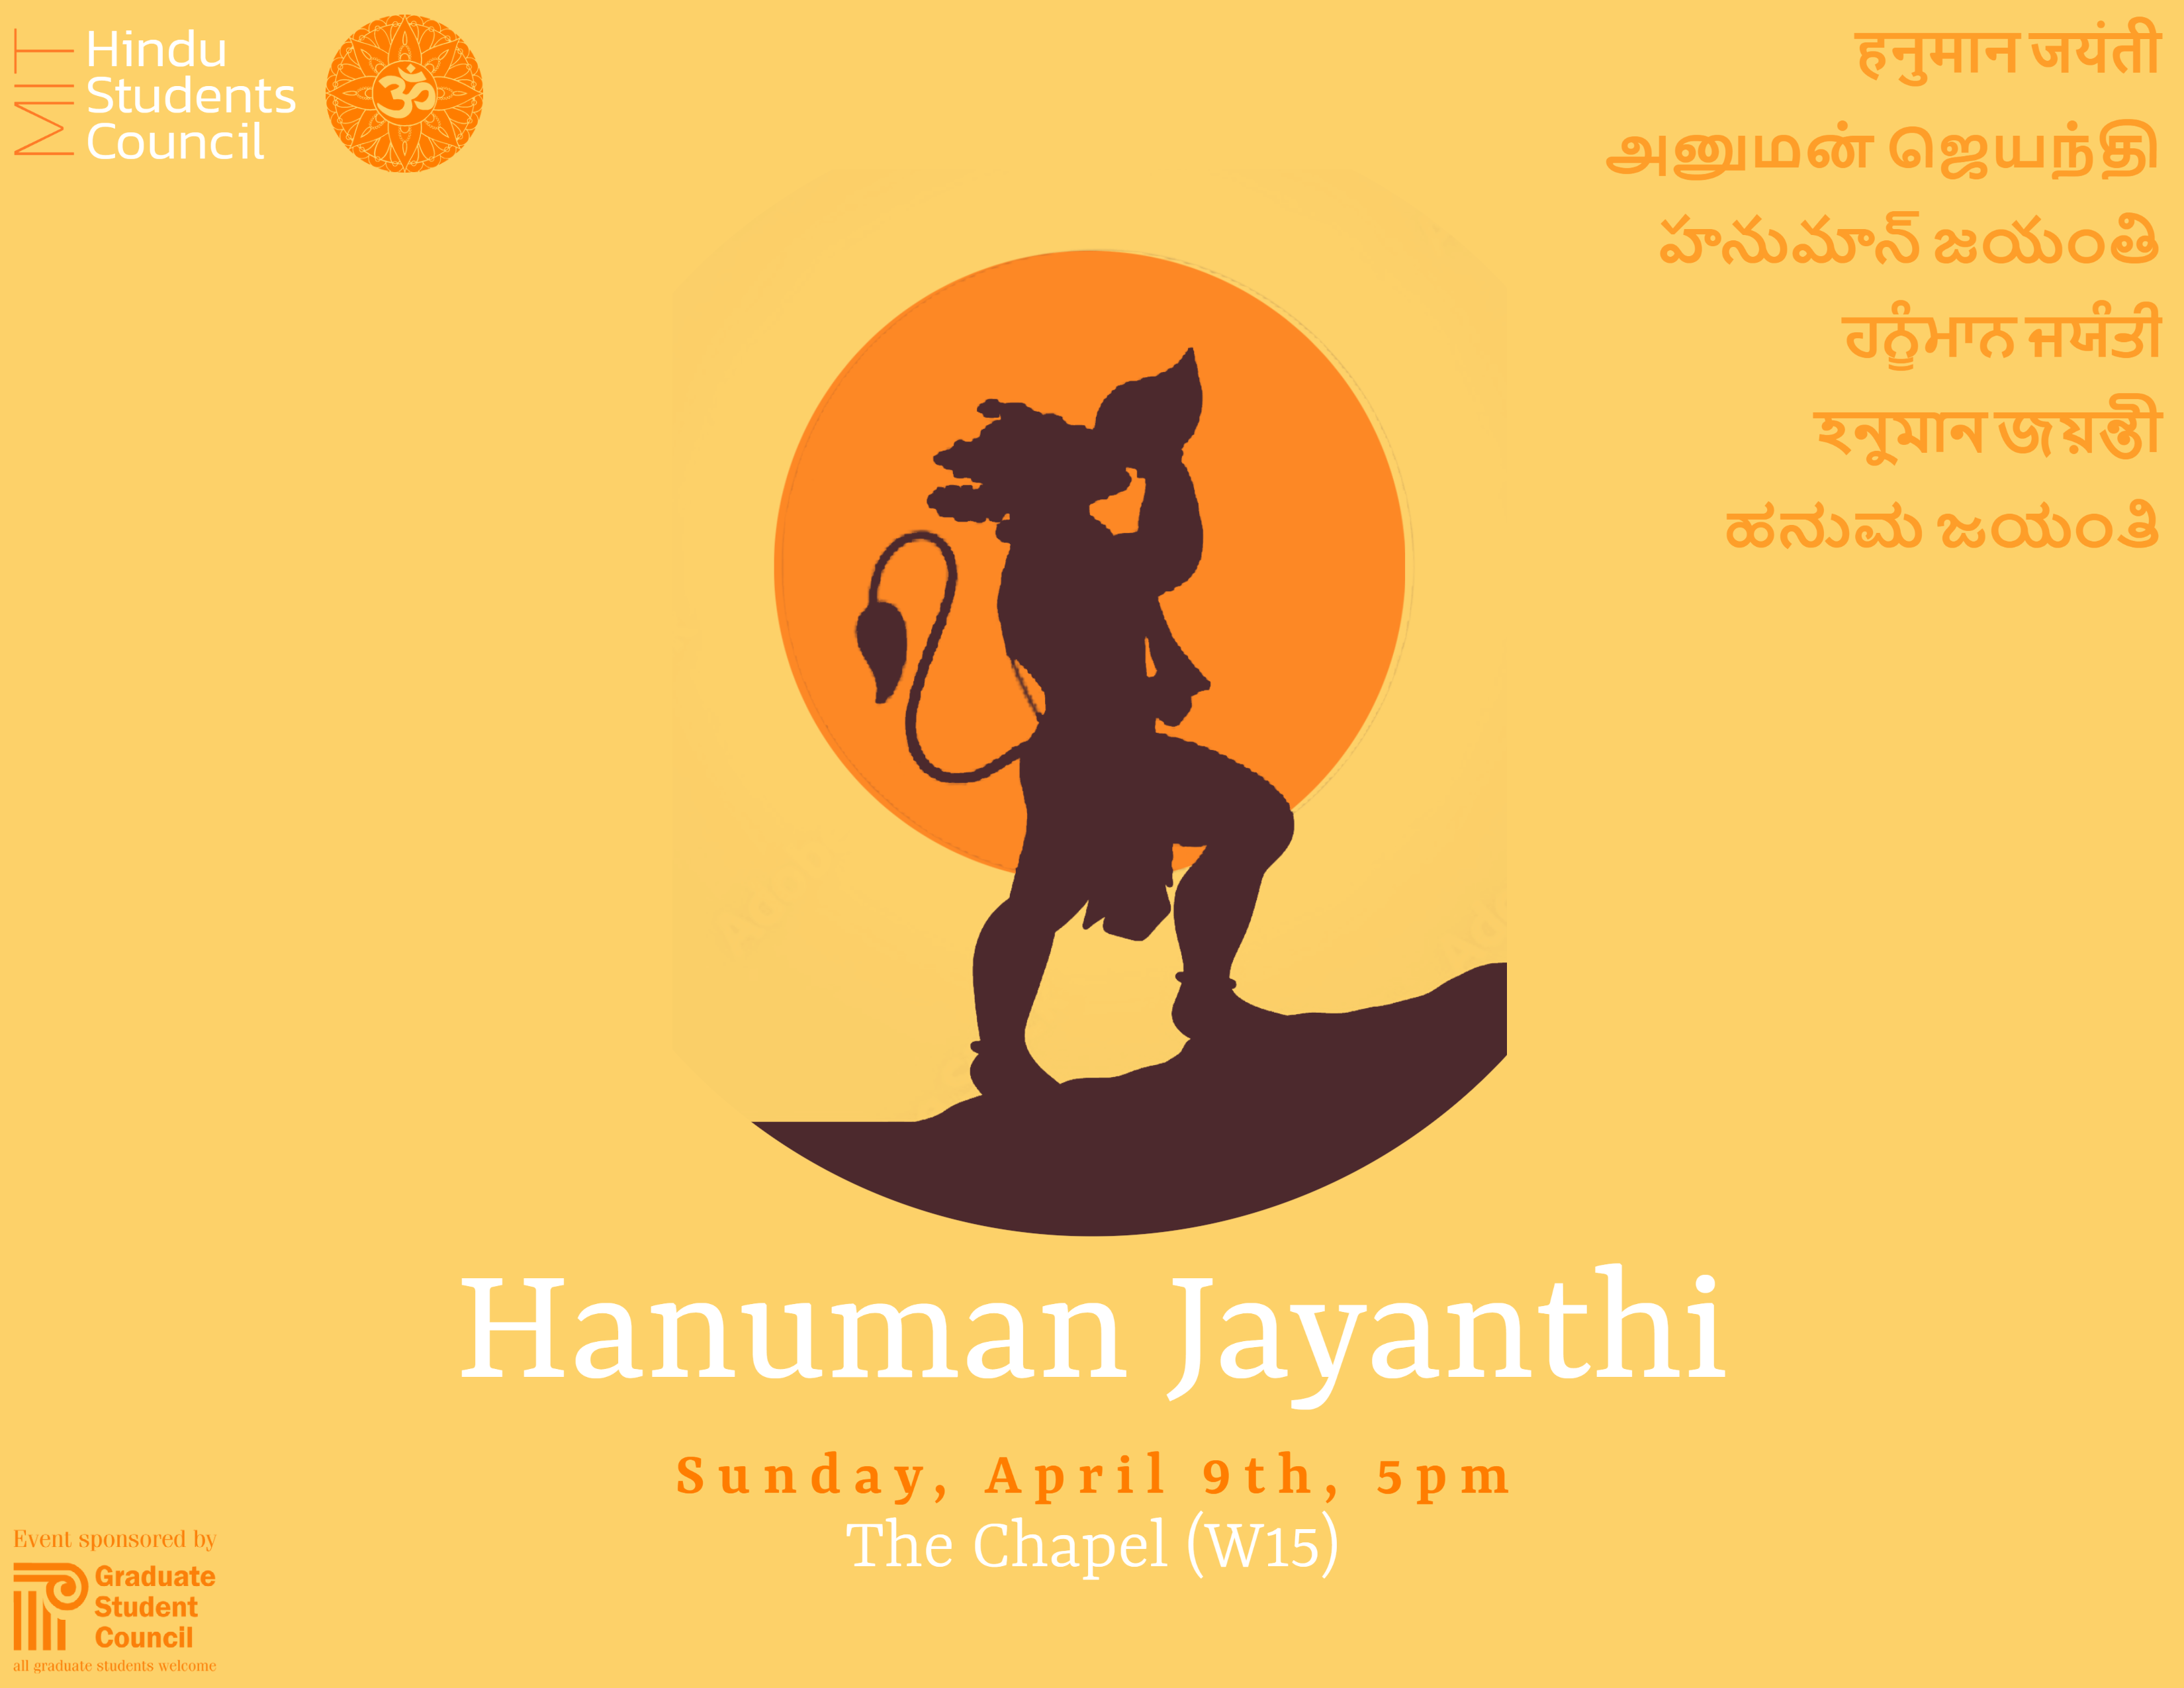 MIT
Hindu
Students
Council
हनुमान जयंती
அனுமன் ஜெயந்தி
హనుమాన్ జయంతి
ਹਨੂੰਮਾਨ ਜਯੰਤੀ
হনুমান জয়ন্তী
ಹನುಮ ಜಯಂತಿ
Hanuman Jayanthi
Sunday, April 9th, 5pm
The Chapel (W15)
Event sponsored by
Graduate
Student
Council
all graduate students welcome